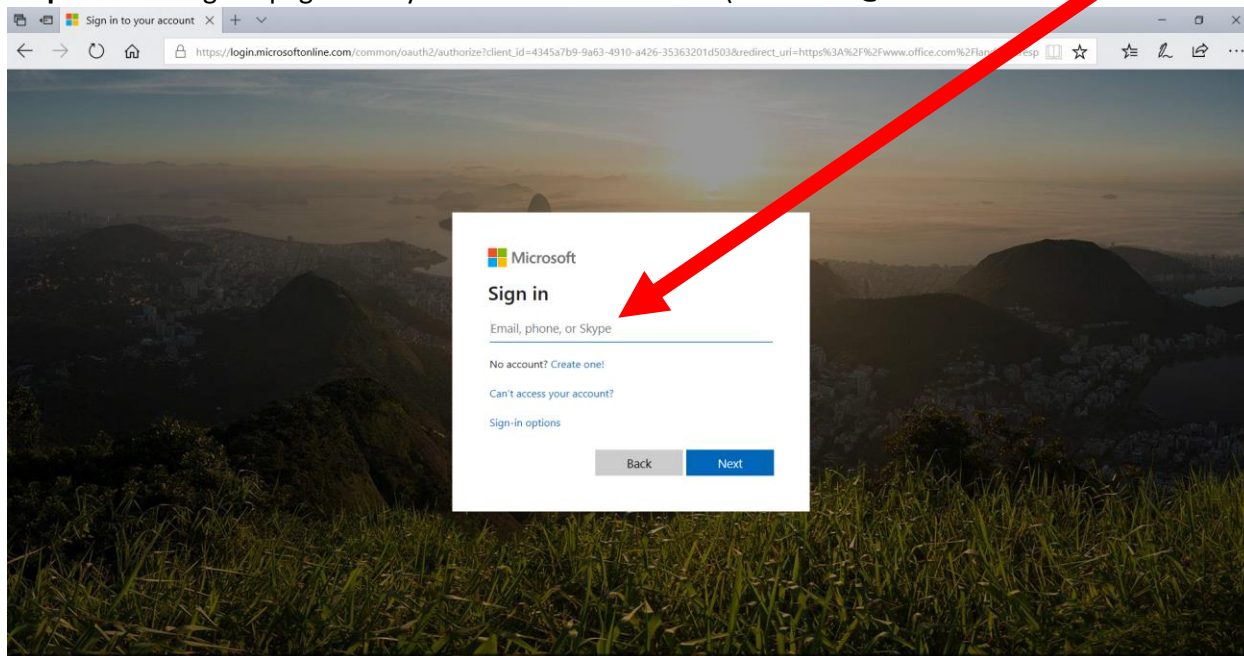 Sign in to your account
https://login.microsoftonline.com/common/oauth2/authorize?client_id=4345a7b9-9a63-4910-a426-35363201d503&redirect_uri=https%3A%2F%2Fwww.office.com%2Fland
Microsoft
Sign in
Email, phone, or Skype
No account? Create one!
Can't access your account?
Sign-in options
Back Next